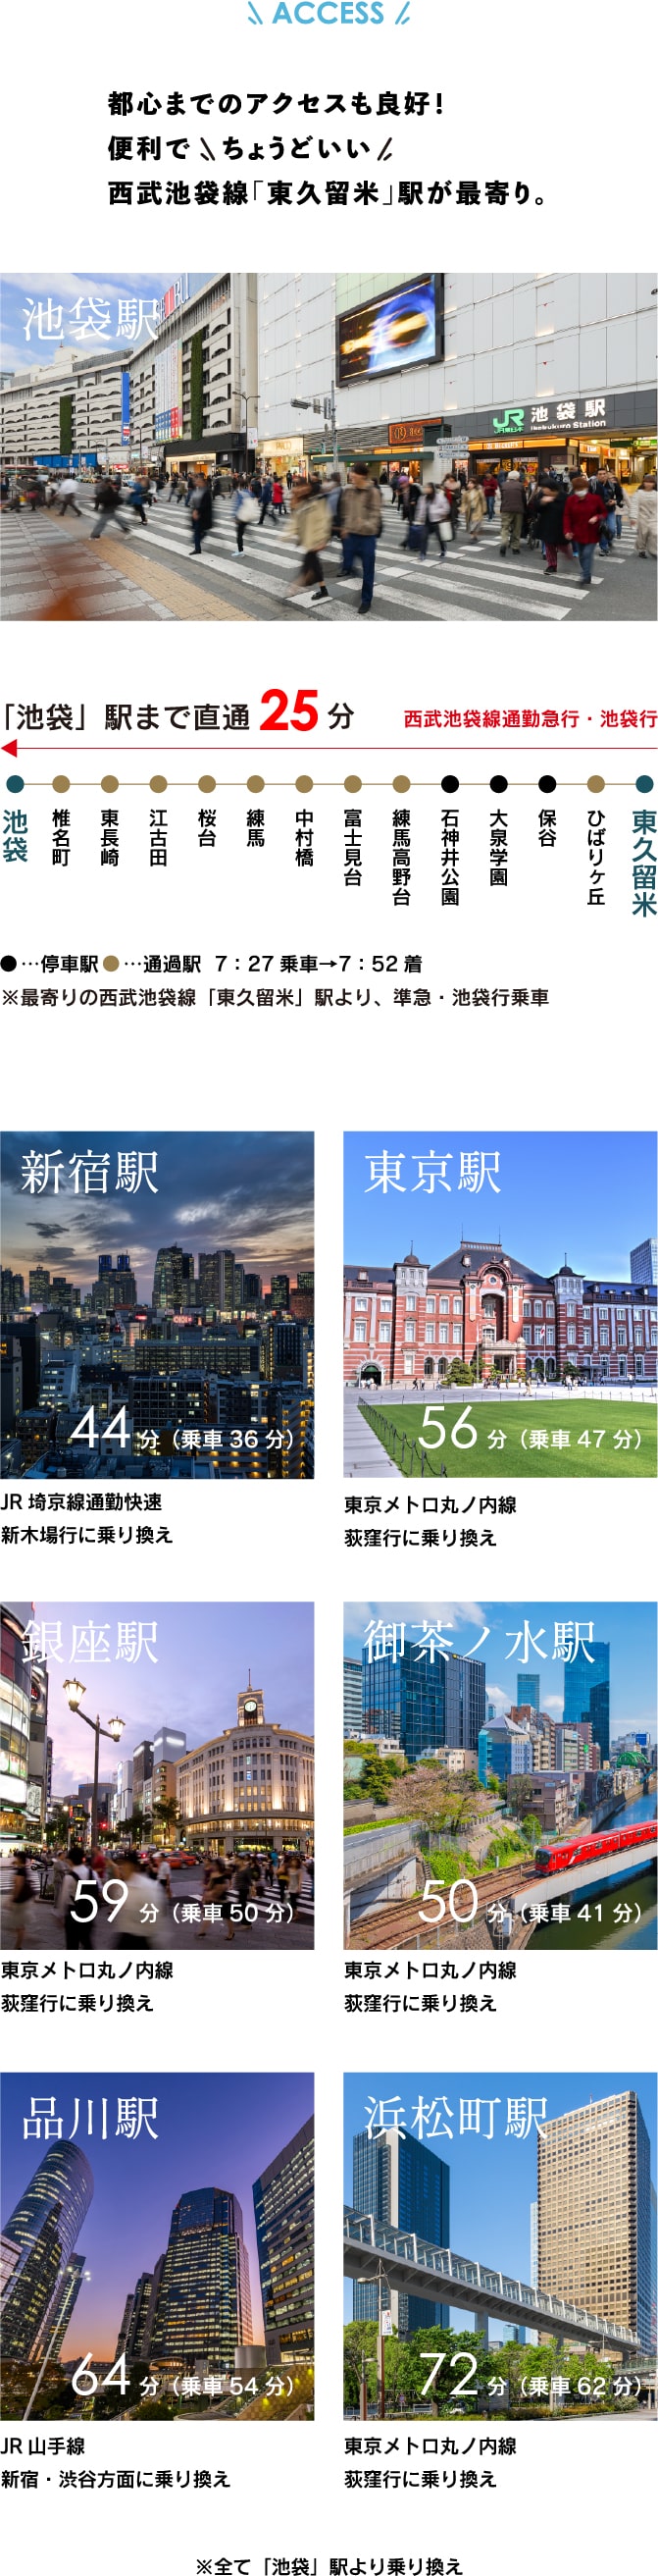 ACCESS
都心までのアクセスも良好！
便利で ちょうどいい
西武池袋線「東久留米」駅が最寄り。
池袋駅
JR 池袋駅
JR東日本 Ikebukuro Station
「池袋」駅まで直通 25 分
西武池袋線通勤急行・池袋行
池袋
椎名町
東長崎
江古田
桜台
練馬
中村橋
富士見台
練馬高野台
石神井公園
大泉学園
保谷
ひばりヶ丘
東久留米
●…停車駅 ●…通過駅 7：27 乗車→7：52 着
※最寄りの西武池袋線「東久留米」駅より、準急・池袋行乗車
新宿駅
44 分（乗車 36 分）
JR 埼京線通勤快速
新木場行に乗り換え
東京駅
56 分（乗車 47 分）
東京メトロ丸ノ内線
荻窪行に乗り換え
銀座駅
59 分（乗車 50 分）
東京メトロ丸ノ内線
荻窪行に乗り換え
御茶ノ水駅
50 分（乗車 41 分）
東京メトロ丸ノ内線
荻窪行に乗り換え
品川駅
64 分（乗車 54 分）
JR 山手線
新宿・渋谷方面に乗り換え
浜松町駅
72 分（乗車 62 分）
東京メトロ丸ノ内線
荻窪行に乗り換え
※全て「池袋」駅より乗り換え